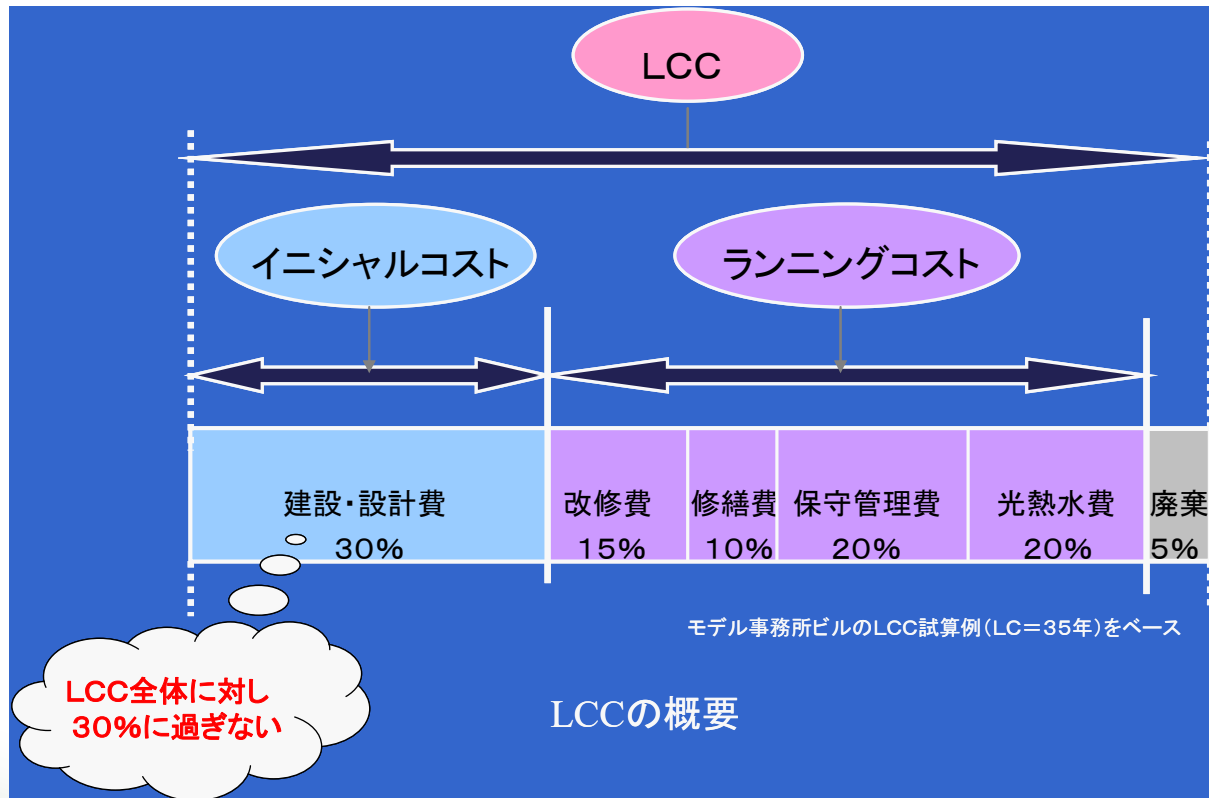 LCC
イニシャルコスト
ランニングコスト
建設・設計費
30%
改修費
15%
修繕費
10%
保守管理費
20%
光熱水費
20%
廃棄
5%
モデル事務所ビルのLCC試算例(LC=35年)をベース
LCC全体に対し
30%に過ぎない
LCCの概要